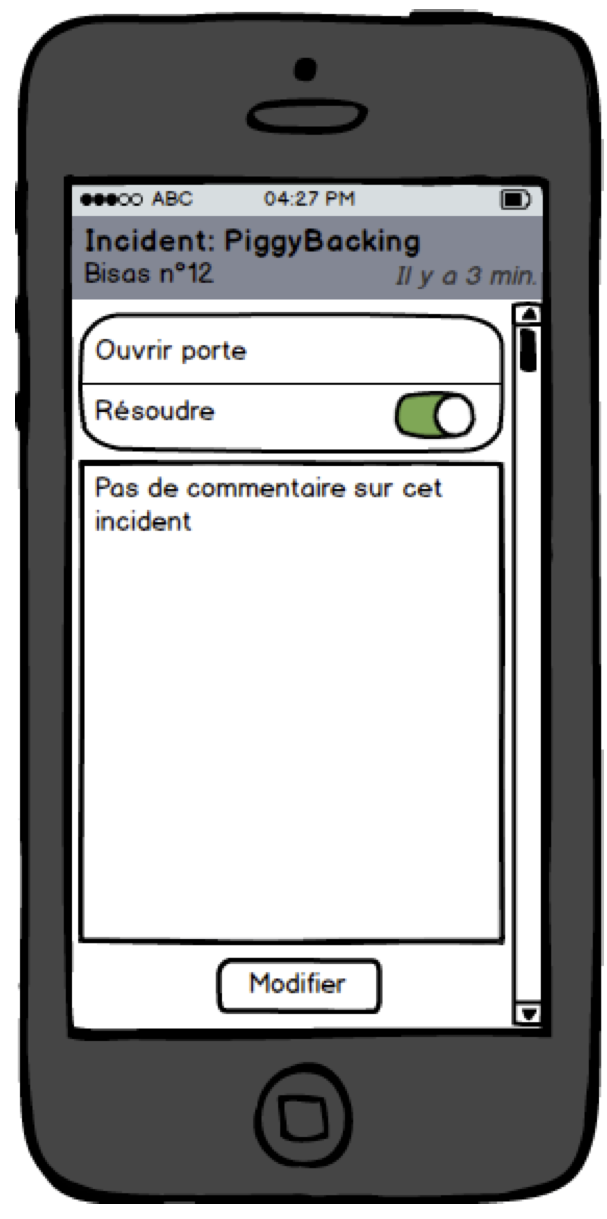 ABC 04:27 PM
Incident: PiggyBacking
Bisas n°12 Il y a 3 min.
Ouvrir porte
Résoudre
Pas de commentaire sur cet
incident
Modifier